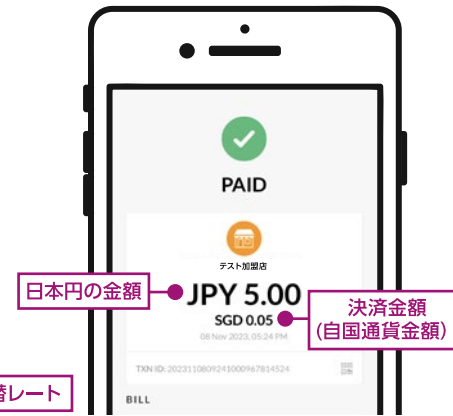 PAID
テスト加盟店
日本円の金額
JPY 5.00
SGD 0.05
決済金額
(自国通貨金額)
08 Nov 2023, 05:24 PM
TXN ID: 20231108092410009678​14524
替レート
BILL